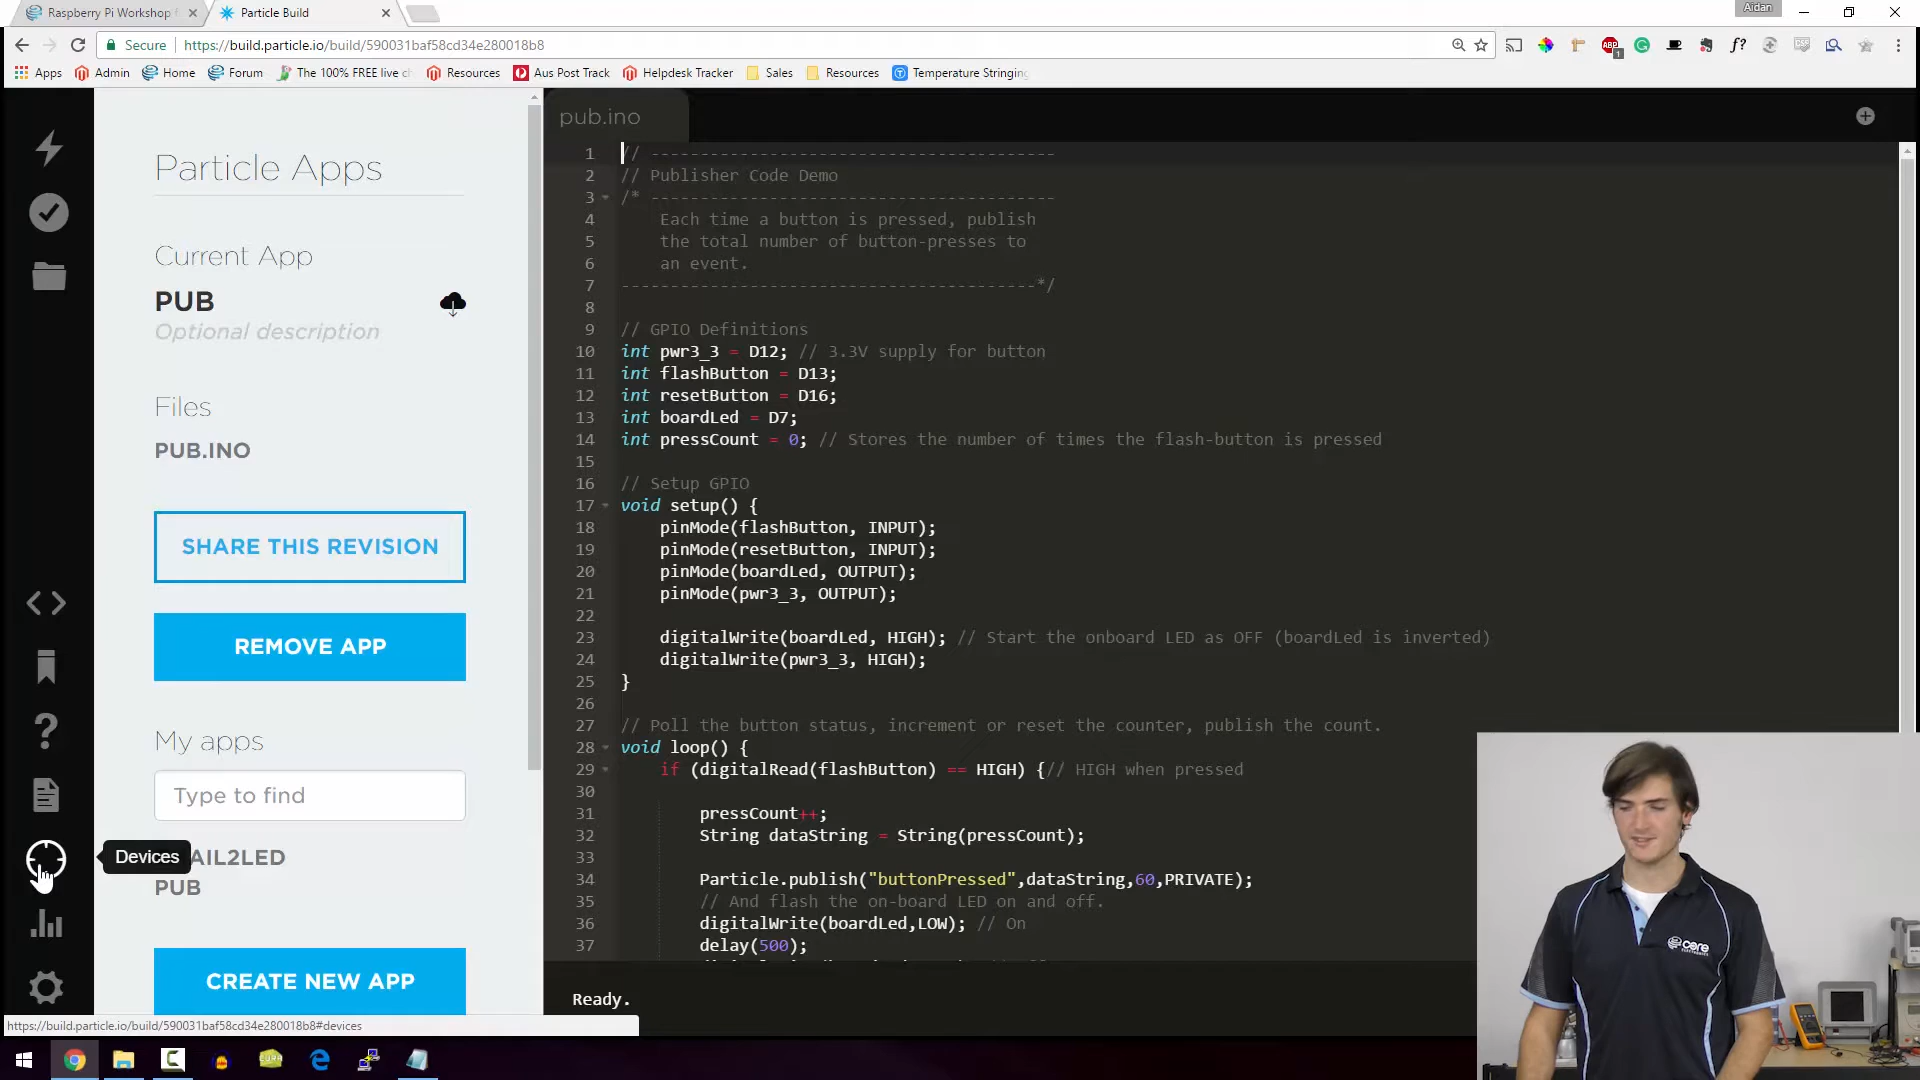 Raspberry Pi Workshop f
Particle Build
Aidan
Secure
https://build.particle.io/build/590031baf58cd34e280018b8
ABP
1
f?
Apps
Admin
Home
Forum
The 100% FREE live c
Resources
Aus Post Track
Helpdesk Tracker
Sales
Resources
Temperature Stringin
Particle Apps
Current App
PUB
Optional description
Files
PUB.INO
SHARE THIS REVISION
REMOVE APP
My apps
Type to find
Devices
AIL2LED
PUB
CREATE NEW APP
https://build.particle.io/build/590031baf58cd34e280018b8#devices
pub.ino
1 // -----------------------------------------
2 // Publisher Code Demo
3 /* -----------------------------------------
4 Each time a button is pressed, publish
5 the total number of button-presses to
6 an event.
7 ------------------------------------------*/
8
9 // GPIO Definitions
10 int pwr3_3 = D12; // 3.3V supply for button
11 int flashButton = D13;
12 int resetButton = D16;
13 int boardLed = D7;
14 int pressCount = 0; // Stores the number of times the flash-button is pressed
15
16 // Setup GPIO
17 void setup() {
18 pinMode(flashButton, INPUT);
19 pinMode(resetButton, INPUT);
20 pinMode(boardLed, OUTPUT);
21 pinMode(pwr3_3, OUTPUT);
22
23 digitalWrite(boardLed, HIGH); // Start the onboard LED as OFF (boardLed is inverted)
24 digitalWrite(pwr3_3, HIGH);
25 }
26
27 // Poll the button status, increment or reset the counter, publish the count.
28 void loop() {
29 if (digitalRead(flashButton) == HIGH) {// HIGH when pressed
30
31 pressCount++;
32 String dataString = String(pressCount);
33
34 Particle.publish("buttonPressed",dataString,60,PRIVATE);
35 // And flash the on-board LED on and off.
36 digitalWrite(boardLed,LOW); // On
37 delay(500);
Ready.
core
ELECTRONICS